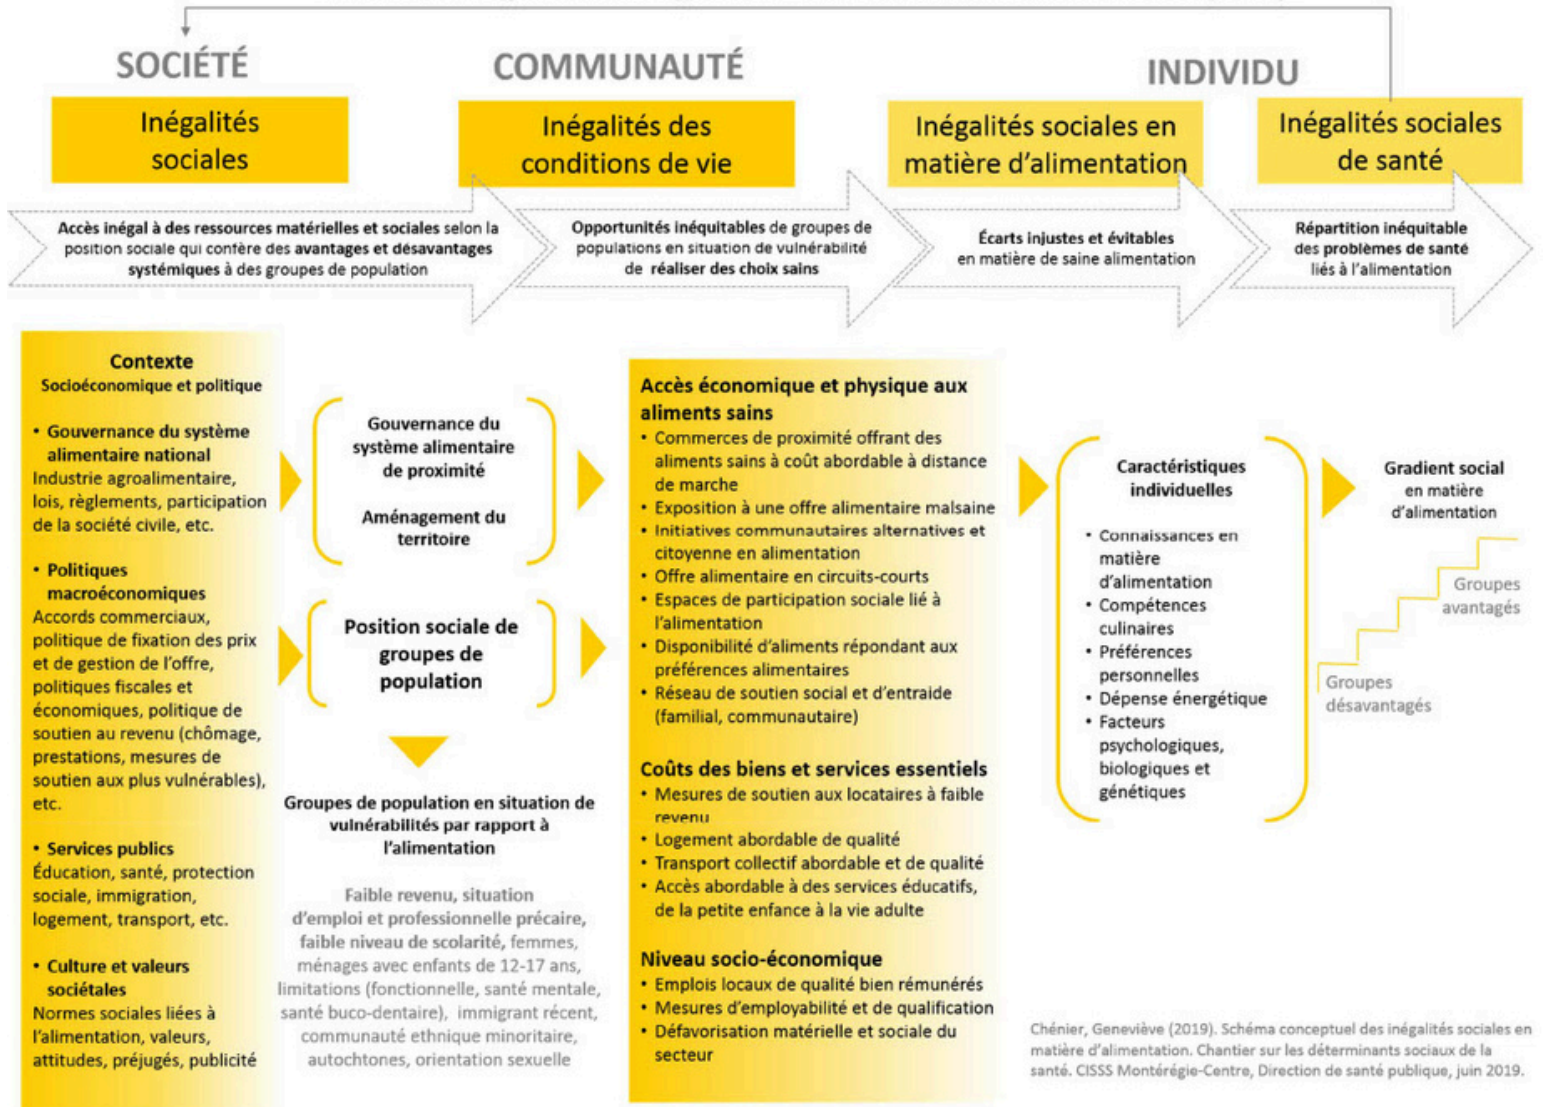 SOCIÉTÉ
COMMUNAUTÉ
INDIVIDU
Inégalités
sociales
Inégalités des
conditions de vie
Inégalités sociales en
matière d'alimentation
Inégalités sociales
de santé
Accès inégal à des ressources matérielles et sociales selon la
position sociale qui confère des avantages et désavantages
systémiques à des groupes de population
Opportunités inéquitables de groupes de
populations en situation de vulnérabilité
de réaliser des choix sains
Écarts injustes et évitables
en matière de saine alimentation
Répartition inéquitable
des problèmes de santé
liés à l'alimentation
Contexte
Socioéconomique et politique
• Gouvernance du système
alimentaire national
Industrie agroalimentaire,
lois, règlements, participation
de la société civile, etc.
• Politiques
macroéconomiques
Accords commerciaux,
politique de fixation des prix
et de gestion de l'offre,
politiques fiscales et
économiques, politique de
soutien au revenu (chômage,
prestations, mesures de
soutien aux plus vulnérables),
etc.
• Services publics
Éducation, santé, protection
sociale, immigration,
logement, transport, etc.
• Culture et valeurs
sociétales
Normes sociales liées à
l'alimentation, valeurs,
attitudes, préjugés, publicité
Gouvernance du
système alimentaire
de proximité
Aménagement du
territoire
Position sociale de
groupes de
population
Groupes de population en situation de
vulnérabilités par rapport à
l'alimentation
Faible revenu, situation
d'emploi et professionnelle précaire,
faible niveau de scolarité, femmes,
ménages avec enfants de 12-17 ans,
limitations (fonctionnelle, santé mentale,
santé buco-dentaire), immigrant récent,
communauté ethnique minoritaire,
autochtones, orientation sexuelle
Accès économique et physique aux
aliments sains
• Commerces de proximité offrant des
aliments sains à coût abordable à distance
de marche
• Exposition à une offre alimentaire malsaine
• Initiatives communautaires alternatives et
citoyenne en alimentation
• Offre alimentaire en circuits-courts
• Espaces de participation sociale lié à
l'alimentation
• Disponibilité d'aliments répondant aux
préférences alimentaires
• Réseau de soutien social et d'entraide
(familial, communautaire)
Coûts des biens et services essentiels
• Mesures de soutien aux locataires à faible
revenu
• Logement abordable de qualité
• Transport collectif abordable et de qualité
• Accès abordable à des services éducatifs,
de la petite enfance à la vie adulte
Niveau socio-économique
• Emplois locaux de qualité bien rémunérés
• Mesures d'employabilité et de qualification
• Défavorisation matérielle et sociale du
secteur
Caractéristiques
individuelles
• Connaissances en
matière
d'alimentation
• Compétences
culinaires
• Préférences
personnelles
• Dépense énergétique
• Facteurs
psychologiques,
biologiques et
génétiques
Gradient social
en matière
d'alimentation
Groupes
avantagés
Groupes
désavantagés
Chénier, Geneviève (2019). Schéma conceptuel des inégalités sociales en
matière d'alimentation. Chantier sur les déterminants sociaux de la
santé. CISSS Montérégie-Centre, Direction de santé publique, juin 2019.